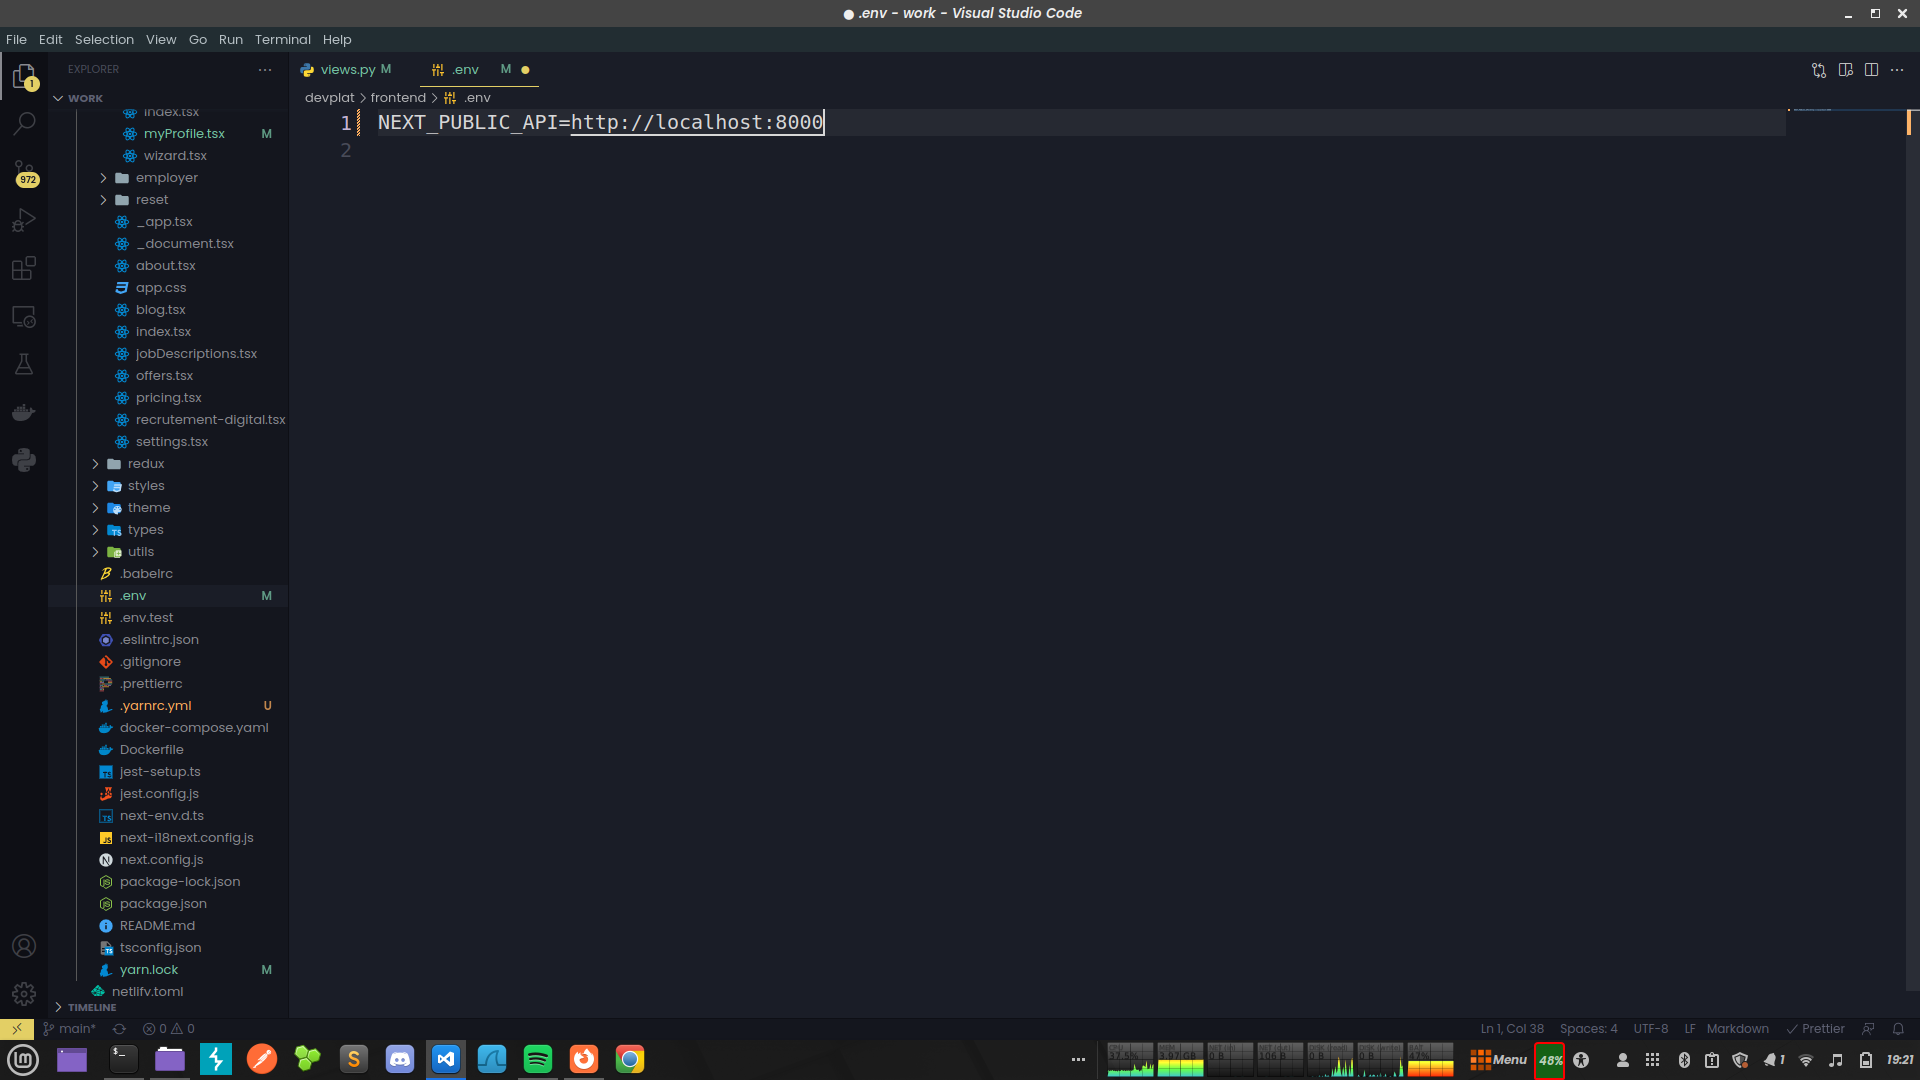 .env - work - Visual Studio Code
File Edit Selection View Go Run Terminal Help
EXPLORER
views.py M
.env M
1
WORK
devplat > frontend > .env
index.tsx
1 NEXT_PUBLIC_API=http://localhost:8000
myProfile.tsx M
2
wizard.tsx
employer
972
reset
_app.tsx
_document.tsx
about.tsx
app.css
blog.tsx
index.tsx
jobDescriptions.tsx
offers.tsx
pricing.tsx
recrutement-digital.tsx
settings.tsx
redux
styles
theme
types
utils
.babelrc
.env M
.env.test
.eslintrc.json
.gitignore
.prettierrc
.yarnrc.yml U
docker-compose.yaml
Dockerfile
jest-setup.ts
jest.config.js
next-env.d.ts
next-i18next.config.js
next.config.js
package-lock.json
package.json
README.md
tsconfig.json
yarn.lock M
netlify.toml
TIMELINE
main* 0 0
Ln 1, Col 38 Spaces: 4 UTF-8 LF Markdown Prettier
Menu 48% 1 19:21